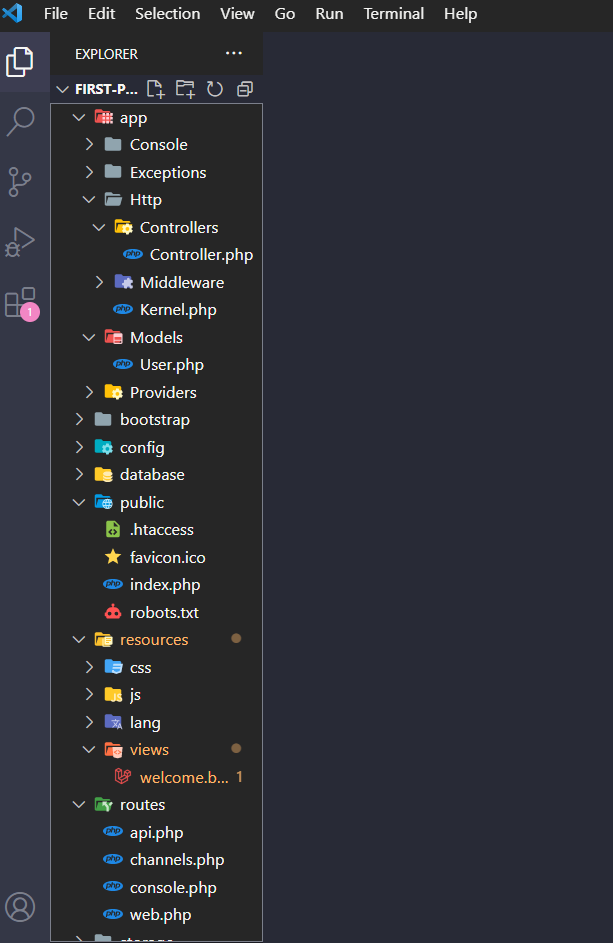 File Edit Selection View Go Run Terminal Help
EXPLORER ...
FIRST-P...
app
Console
Exceptions
Http
Controllers
php Controller.php
Middleware
php Kernel.php
Models
php User.php
Providers
bootstrap
config
database
public
.htaccess
favicon.ico
php index.php
robots.txt
resources
css
JS js
lang
views
welcome.b... 1
routes
php api.php
php channels.php
php console.php
php web.php
1